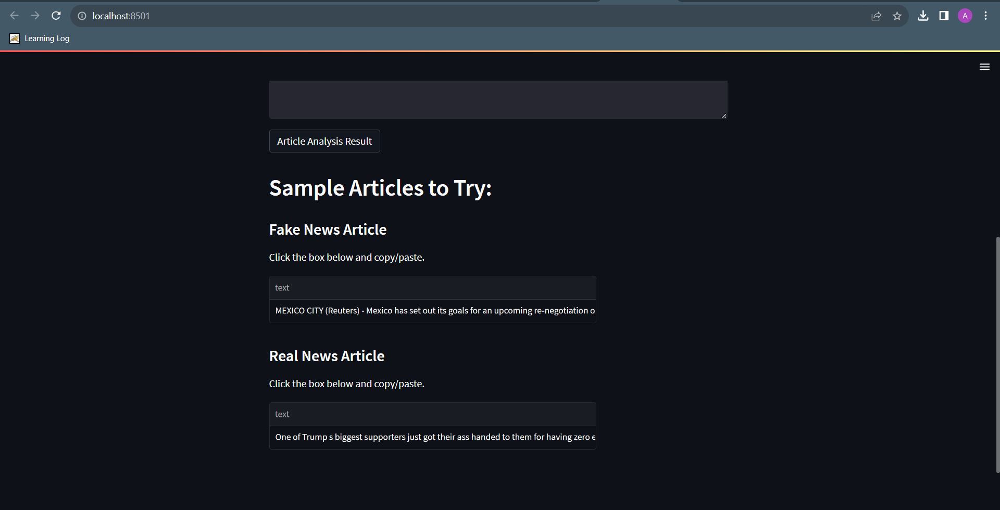 localhost:8501
A
Learning Log
Article Analysis Result
Sample Articles to Try:
Fake News Article
Click the box below and copy/paste.
text
MEXICO CITY (Reuters) - Mexico has set out its goals for an upcoming re-negotiation o
Real News Article
Click the box below and copy/paste.
text
One of Trump s biggest supporters just got their ass handed to them for having zero e